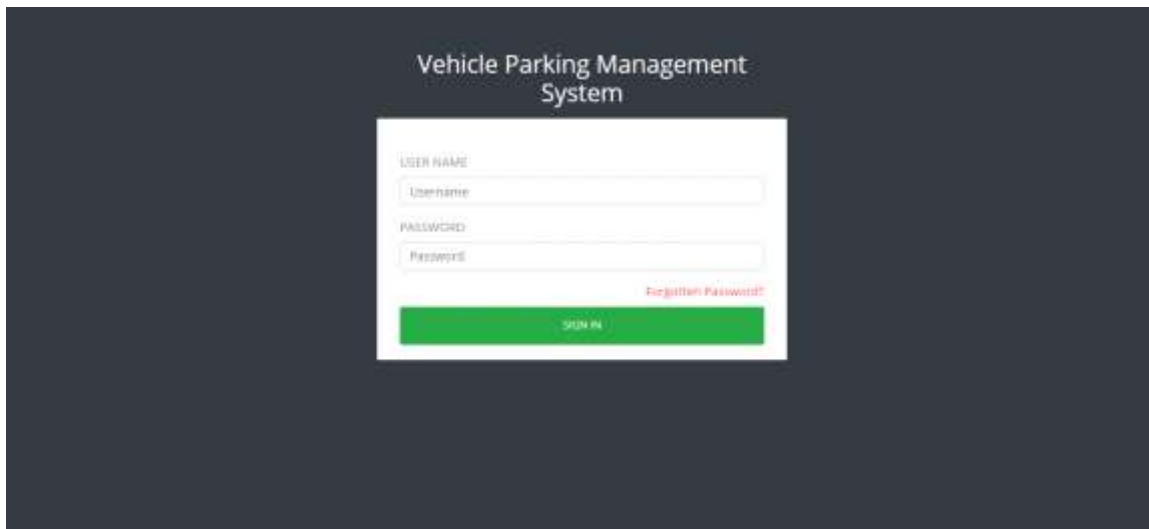 Vehicle Parking Management
System
USER NAME
Username
PASSWORD
Password
Forgotten Password?
SIGN IN